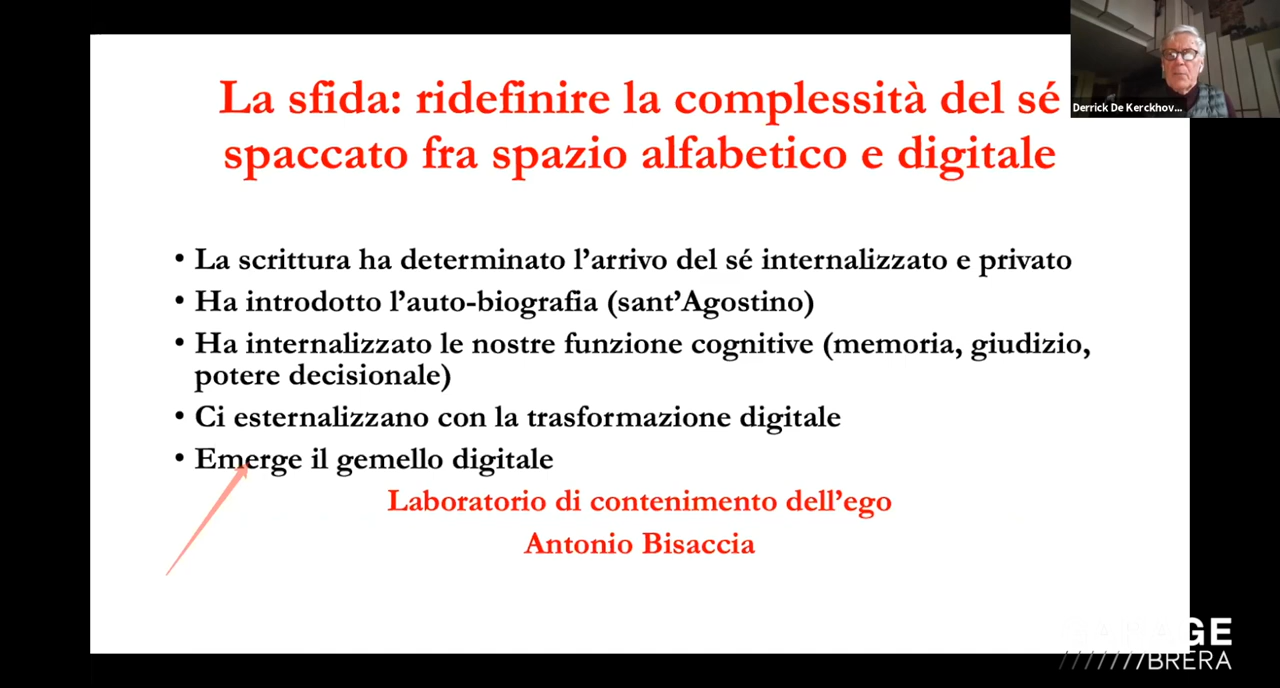 La sfida: ridefinire la complessità del sé
spaccato fra spazio alfabetico e digitale
Derrick De Kerckhov...
• La scrittura ha determinato l’arrivo del sé internalizzato e privato
• Ha introdotto l’auto-biografia (sant’Agostino)
• Ha internalizzato le nostre funzione cognitive (memoria, giudizio,
potere decisionale)
• Ci esternalizzano con la trasformazione digitale
• Emerge il gemello digitale
Laboratorio di contenimento dell’ego
Antonio Bisaccia
GARAGE
///////BRERA